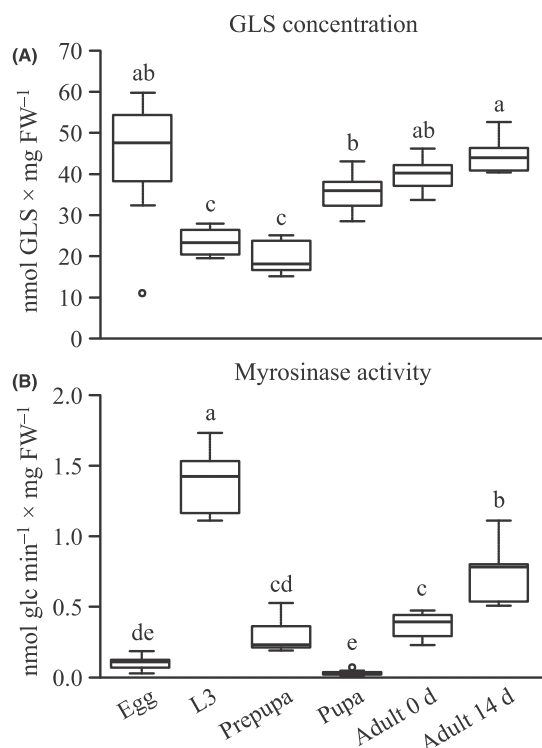 GLS concentration
(A)
nmol GLS × mg FW⁻¹
70
60
50
40
30
20
10
0
ab
c
c
b
ab
a
Myrosinase activity
(B)
nmol glc min⁻¹ × mg FW⁻¹
2.0
1.5
1.0
0.5
0.0
de
a
cd
e
c
b
Egg
L3
Prepupa
Pupa
Adult 0 d
Adult 14 d